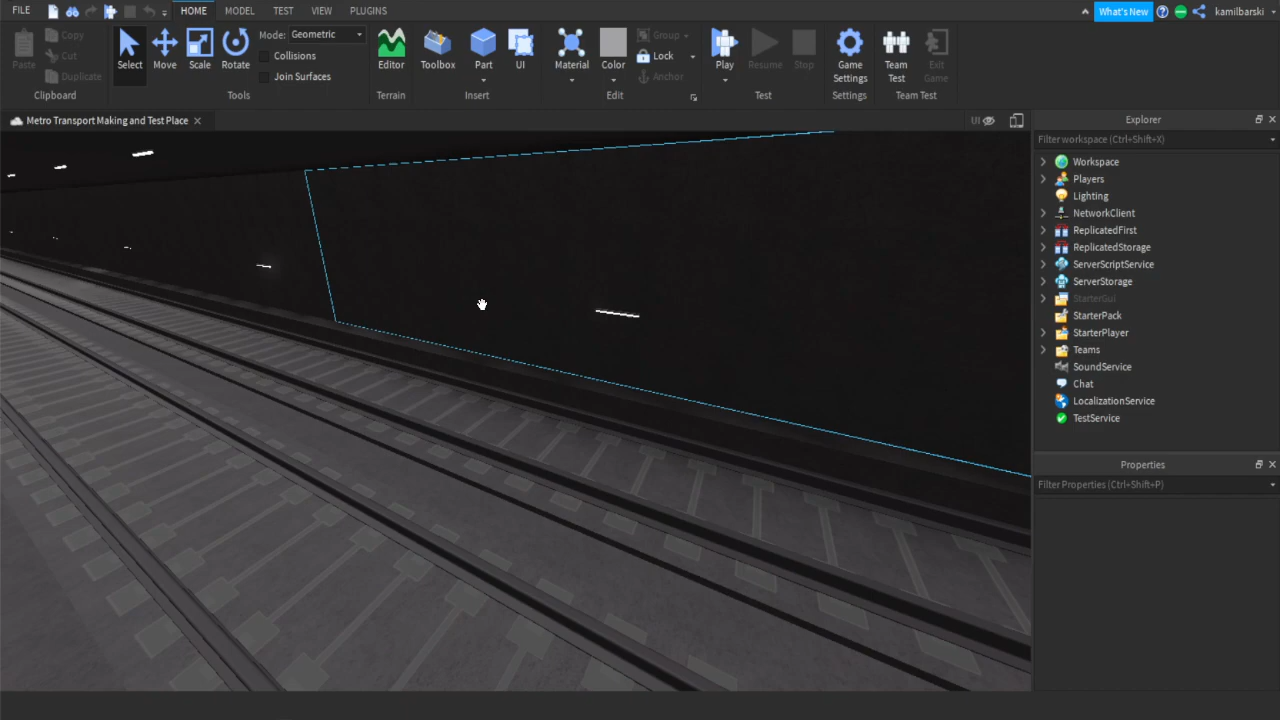 FILE
HOME
MODEL
TEST
VIEW
PLUGINS
What's New
kamilbarski
Paste
Copy
Cut
Duplicate
Clipboard
Select
Move
Scale
Rotate
Mode: Geometric
Collisions
Join Surfaces
Tools
Editor
Terrain
Toolbox
Part
UI
Insert
Material
Color
Group
Lock
Anchor
Edit
Play
Resume
Stop
Test
Game
Settings
Settings
Team
Test
Exit
Game
Team Test
Metro Transport Making and Test Place
UI
Explorer
Filter workspace (Ctrl+Shift+X)
Workspace
Players
Lighting
NetworkClient
ReplicatedFirst
ReplicatedStorage
ServerScriptService
ServerStorage
StarterGui
StarterPack
StarterPlayer
Teams
SoundService
Chat
LocalizationService
TestService
Properties
Filter Properties (Ctrl+Shift+P)